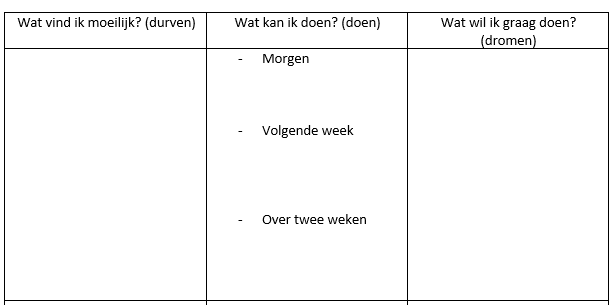 Wat vind ik moeilijk? (durven)
Wat kan ik doen? (doen)
Wat wil ik graag doen?
(dromen)
- Morgen
- Volgende week
- Over twee weken